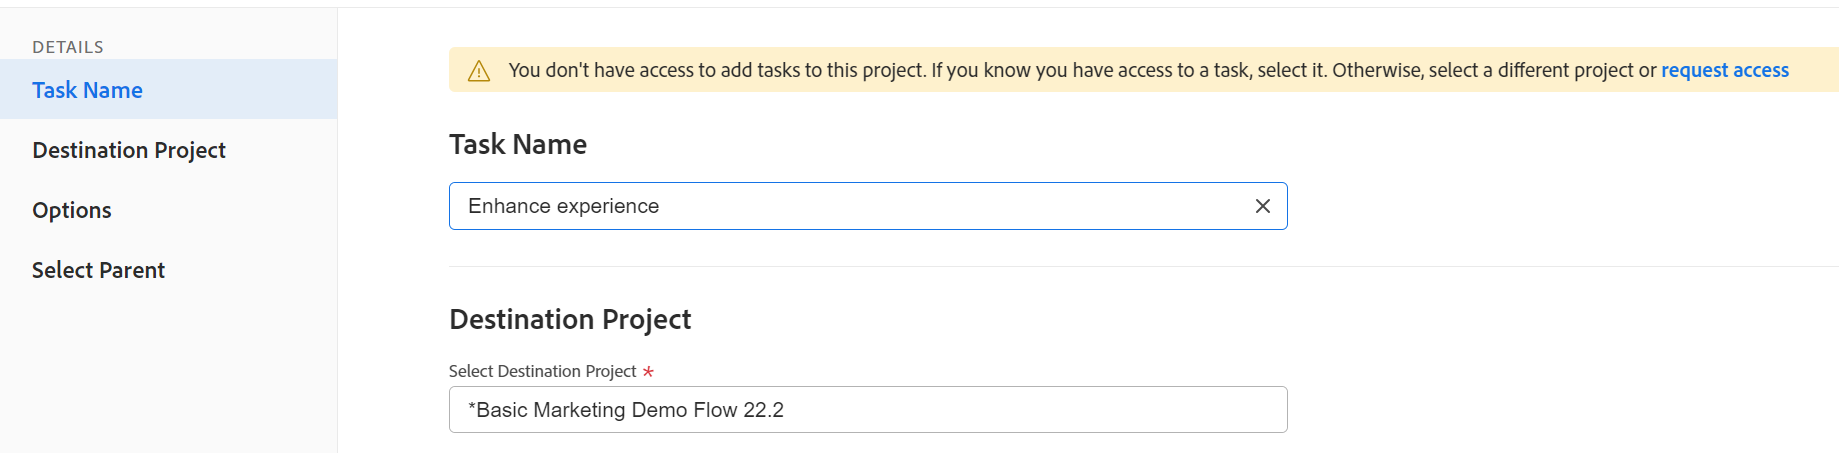 DETAILS
Task Name
Destination Project
Options
Select Parent
You don't have access to add tasks to this project. If you know you have access to a task, select it. Otherwise, select a different project or request access
Task Name
Enhance experience
Destination Project
Select Destination Project *
*Basic Marketing Demo Flow 22.2